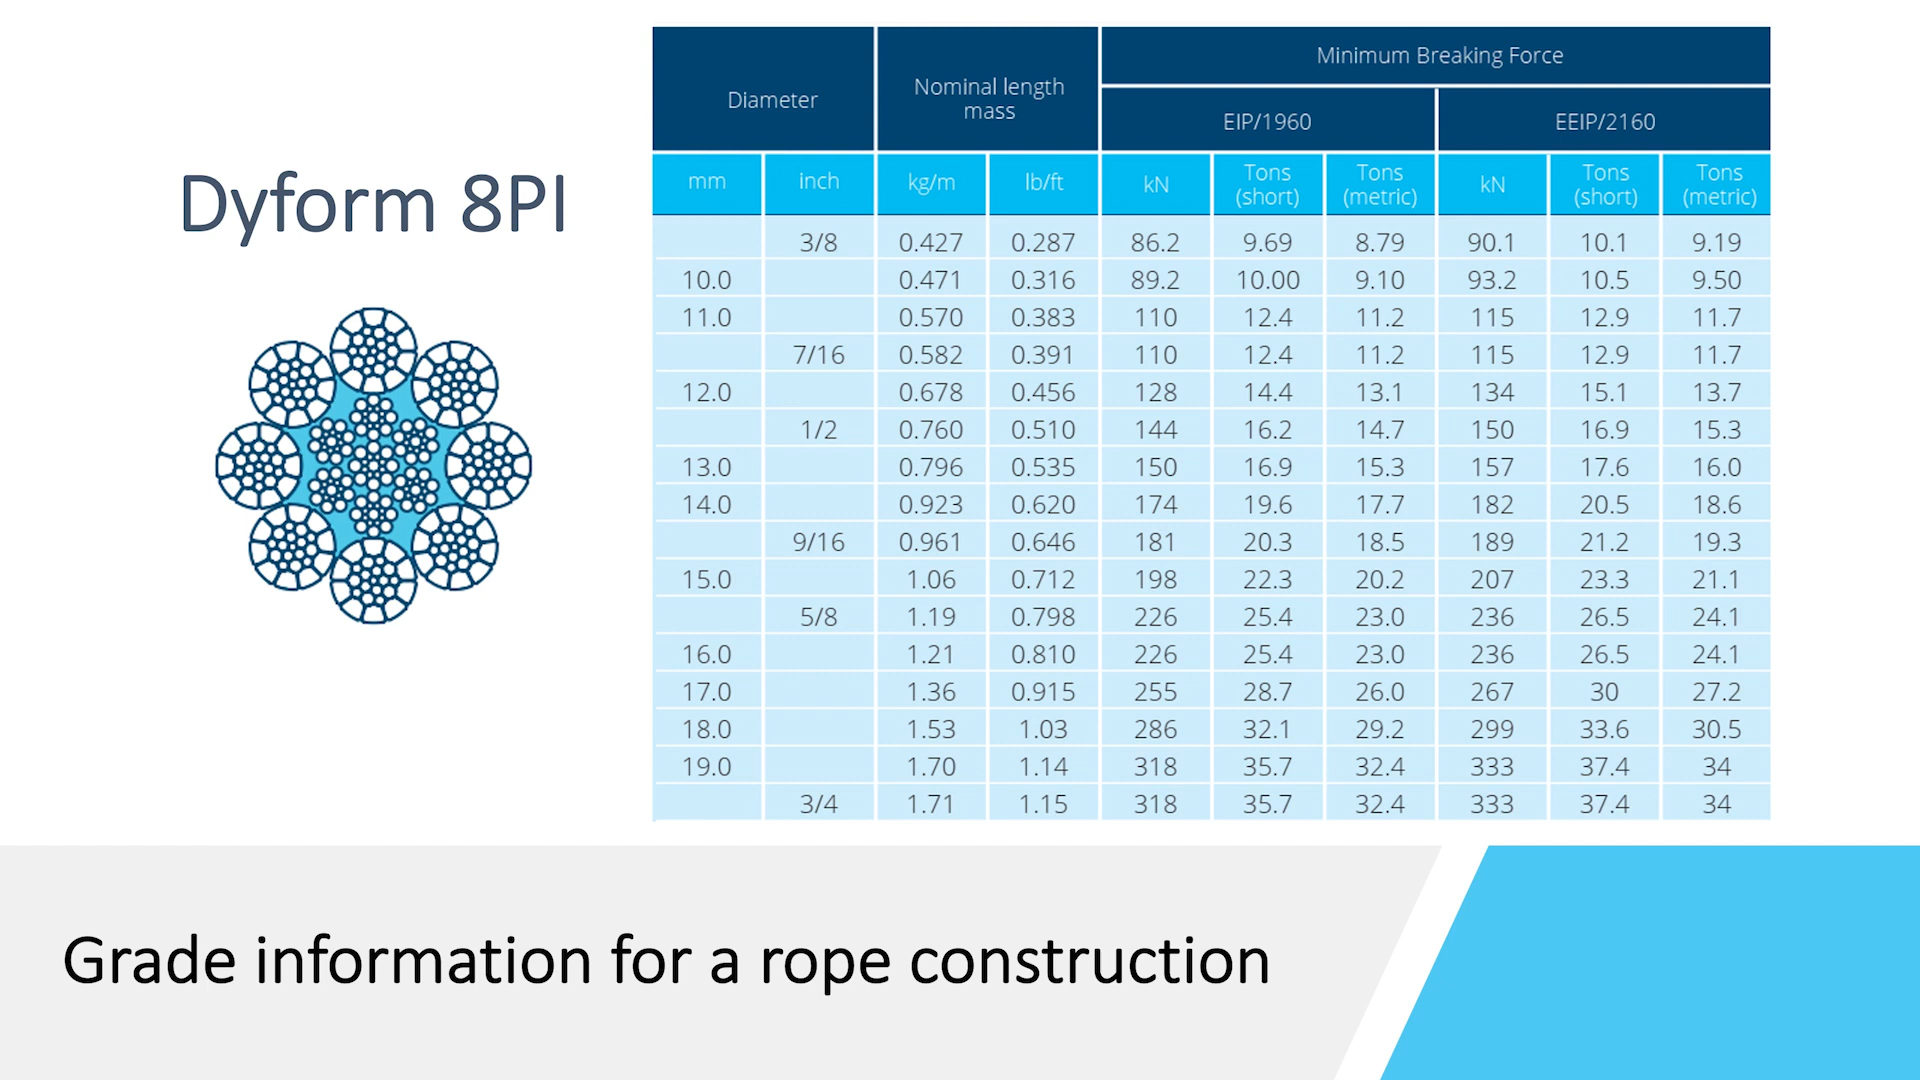 Dyform 8PI
Diameter Nominal length mass Minimum Breaking Force
EIP/1960 EEIP/2160
mm inch kg/m lb/ft kN Tons (short) Tons (metric) kN Tons (short) Tons (metric)
3/8 0.427 0.287 86.2 9.69 8.79 90.1 10.1 9.19
10.0 0.471 0.316 89.2 10.00 9.10 93.2 10.5 9.50
11.0 0.570 0.383 110 12.4 11.2 115 12.9 11.7
7/16 0.582 0.391 110 12.4 11.2 115 12.9 11.7
12.0 0.678 0.456 128 14.4 13.1 134 15.1 13.7
1/2 0.760 0.510 144 16.2 14.7 150 16.9 15.3
13.0 0.796 0.535 150 16.9 15.3 157 17.6 16.0
14.0 0.923 0.620 174 19.6 17.7 182 20.5 18.6
9/16 0.961 0.646 181 20.3 18.5 189 21.2 19.3
15.0 1.06 0.712 198 22.3 20.2 207 23.3 21.1
5/8 1.19 0.798 226 25.4 23.0 236 26.5 24.1
16.0 1.21 0.810 226 25.4 23.0 236 26.5 24.1
17.0 1.36 0.915 255 28.7 26.0 267 30 27.2
18.0 1.53 1.03 286 32.1 29.2 299 33.6 30.5
19.0 1.70 1.14 318 35.7 32.4 333 37.4 34
3/4 1.71 1.15 318 35.7 32.4 333 37.4 34
Grade information for a rope construction